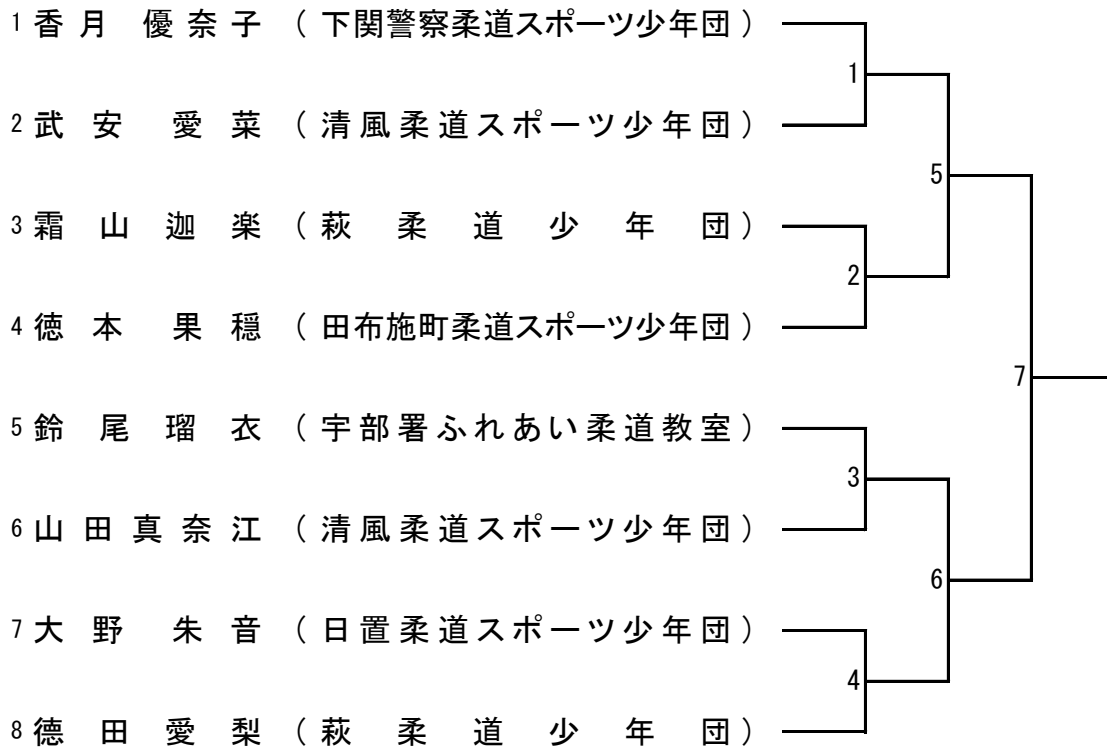 1 香月 優奈子 （下関警察柔道スポーツ少年団）
1
2 武安 愛菜 （清風柔道スポーツ少年団）
5
3 霜山迦楽 （萩柔道少年団）
2
4 徳本 果穏 （田布施町柔道スポーツ少年団）
7
5 鈴尾瑠衣 （宇部署ふれあい柔道教室）
3
6 山田真奈江 （清風柔道スポーツ少年団）
6
7 大野 朱音 （日置柔道スポーツ少年団）
4
8 德田愛梨 （萩柔道少年団）